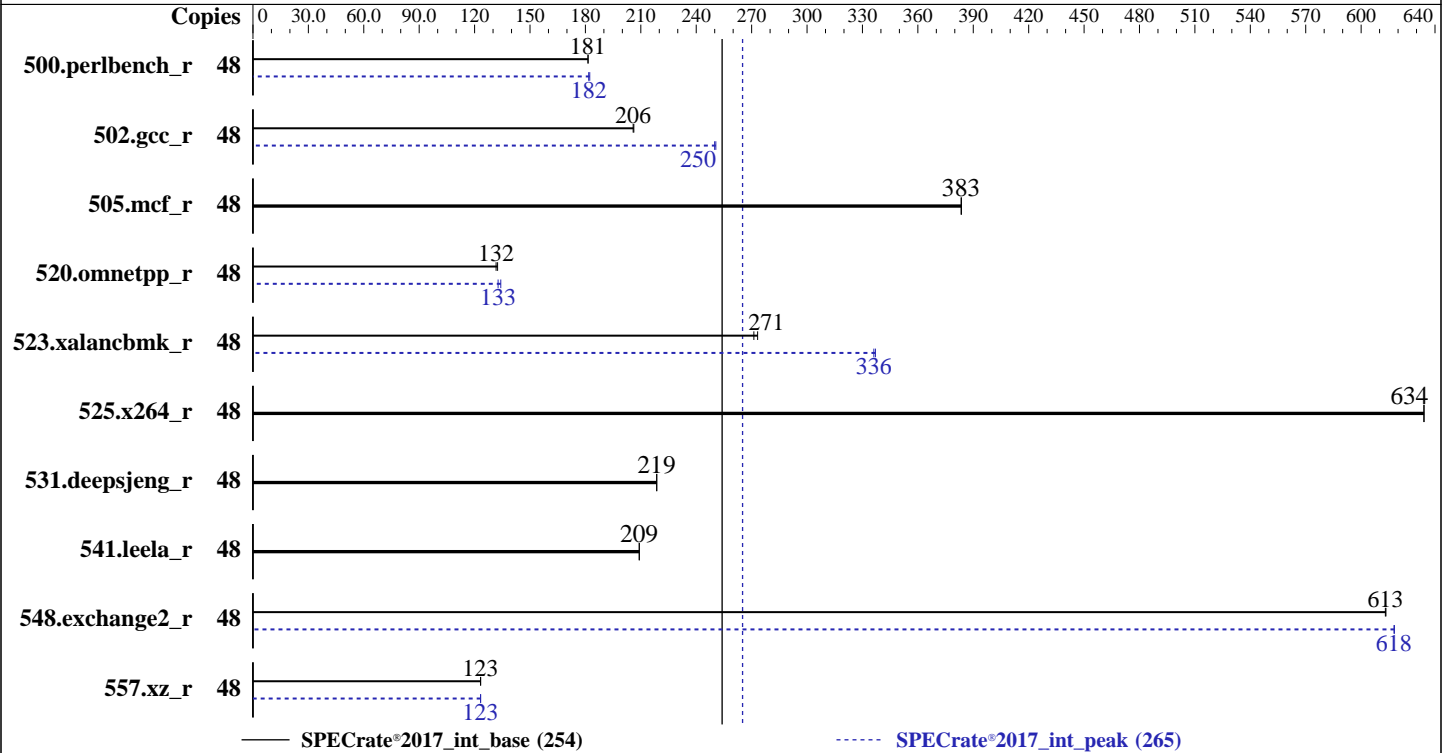 Copies 0 30.0 60.0 90.0 120 150 180 210 240 270 300 330 360 390 420 450 480 510 540 570 600 640
181
500.perlbench_r 48
182
206
502.gcc_r 48
250
383
505.mcf_r 48
132
520.omnetpp_r 48
133
271
523.xalancbmk_r 48
336
634
525.x264_r 48
219
531.deepsjeng_r 48
209
541.leela_r 48
613
548.exchange2_r 48
618
123
557.xz_r 48
123
SPECrate®2017_int_base (254) SPECrate®2017_int_peak (265)